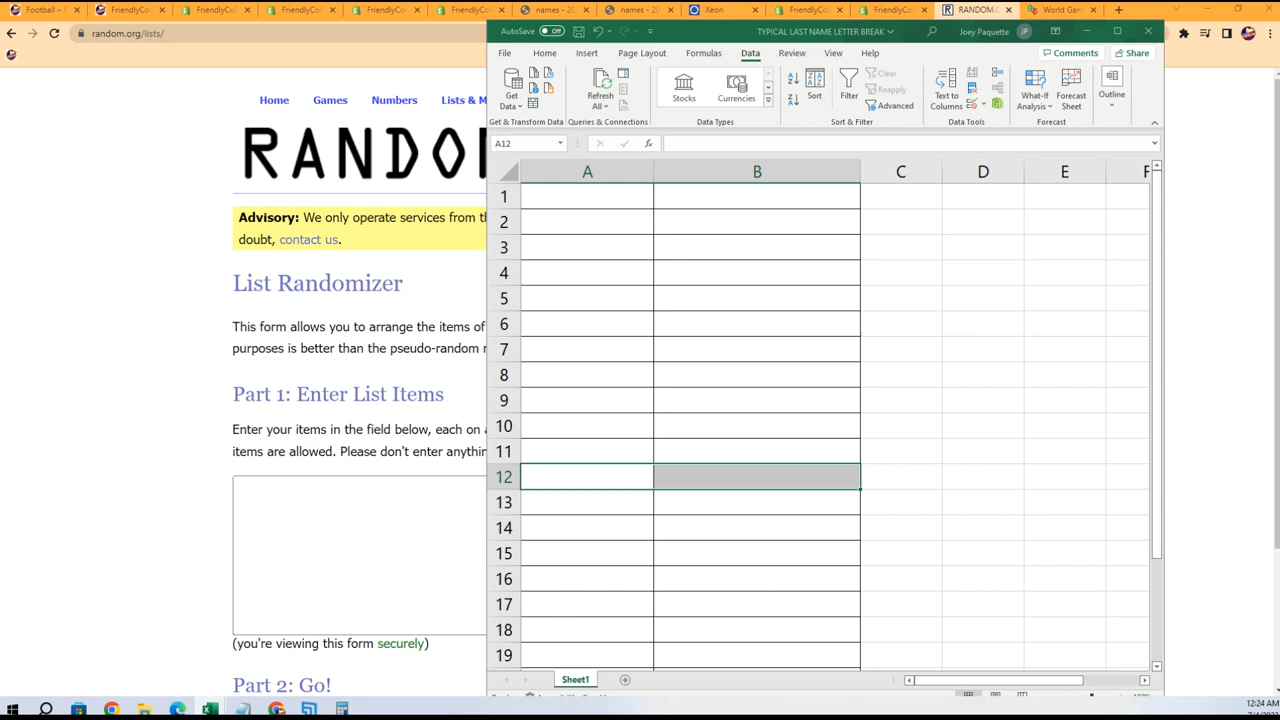 Football –
FriendlyCo
FriendlyCo
FriendlyCo
FriendlyCo
FriendlyCo
names - 20
names - 20
Xeon
FriendlyCo
FriendlyCo
RANDOM.O
World Gam
random.org/lists/
AutoSave Off
TYPICAL LAST NAME LETTER BREAK
Joey Paquette
File Home Insert Page Layout Formulas Data Review View Help
Comments Share
Get
Data
Refresh
All
Stocks Currencies
Sort
Filter
Clear
Reapply
Advanced
Text to
Columns
What-If
Analysis
Forecast
Sheet
Outline
Get & Transform Data Queries & Connections Data Types Sort & Filter Data Tools Forecast
A12
fx
A B C D E F
1
2
3
4
5
6
7
8
9
10
11
12
13
14
15
16
17
18
19
Sheet1
Home Games Numbers Lists & M
RANDO
Advisory: We only operate services from th
doubt, contact us.
List Randomizer
This form allows you to arrange the items of
purposes is better than the pseudo-random n
Part 1: Enter List Items
Enter your items in the field below, each on a
items are allowed. Please don't enter anythin
(you're viewing this form securely)
Part 2: Go!
12:24 AM